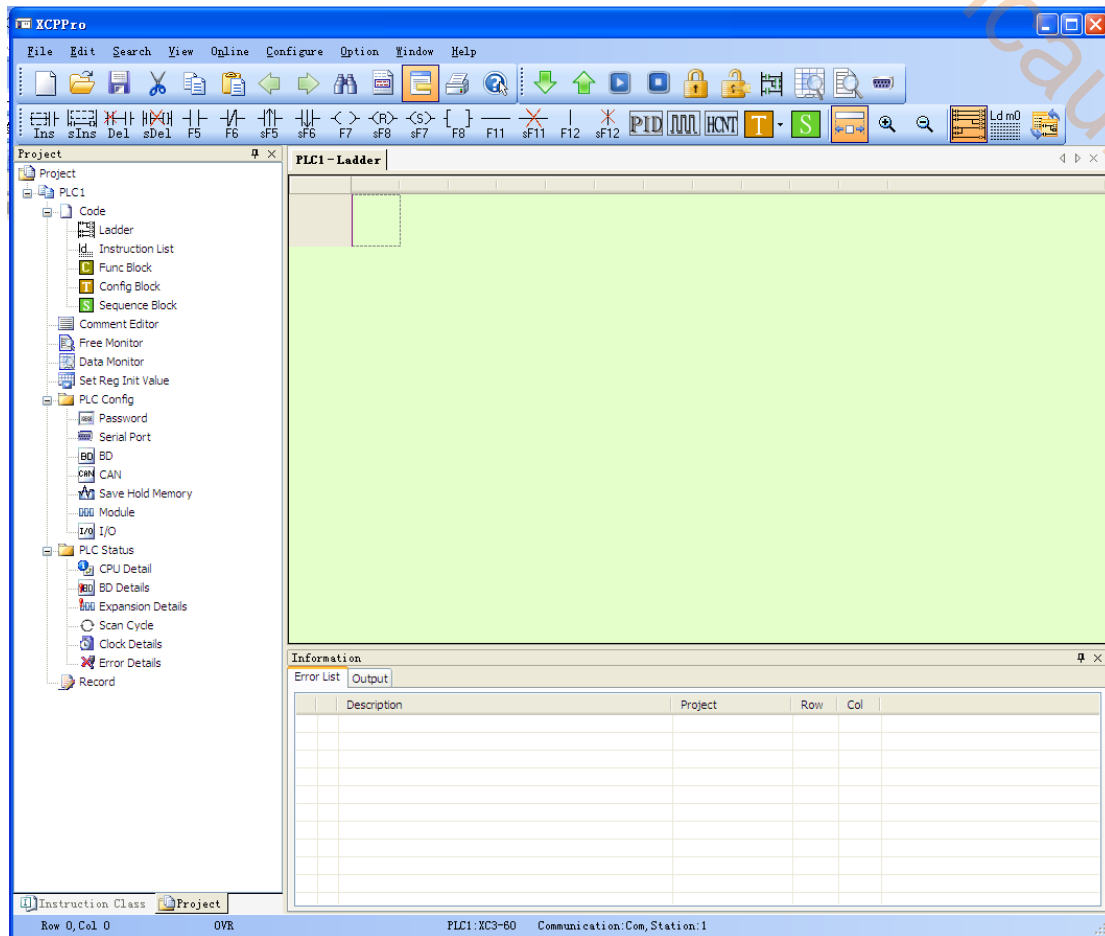 XCPPro
File Edit Search View Online Configure Option Window Help
Ins sIns Del sDel F5 F6 sF5 sF6 F7 sF8 sF7 F8 F11 sF11 F12 sF12 PID HCNT T S Ld m0
Project
PLC1-Ladder
Project
PLC1
Code
Ladder
Instruction List
C Func Block
T Config Block
S Sequence Block
Comment Editor
Free Monitor
Data Monitor
Set Reg Init Value
PLC Config
Password
Serial Port
BD BD
CAN CAN
Save Hold Memory
Module
I/O I/O
PLC Status
CPU Detail
BD Details
Expansion Details
Scan Cycle
Clock Details
Error Details
Record
Information
Error List Output
Description Project Row Col
Instruction Class Project
Row 0,Col 0 OVR PLC1:XC3-60 Communication:Com,Station:1